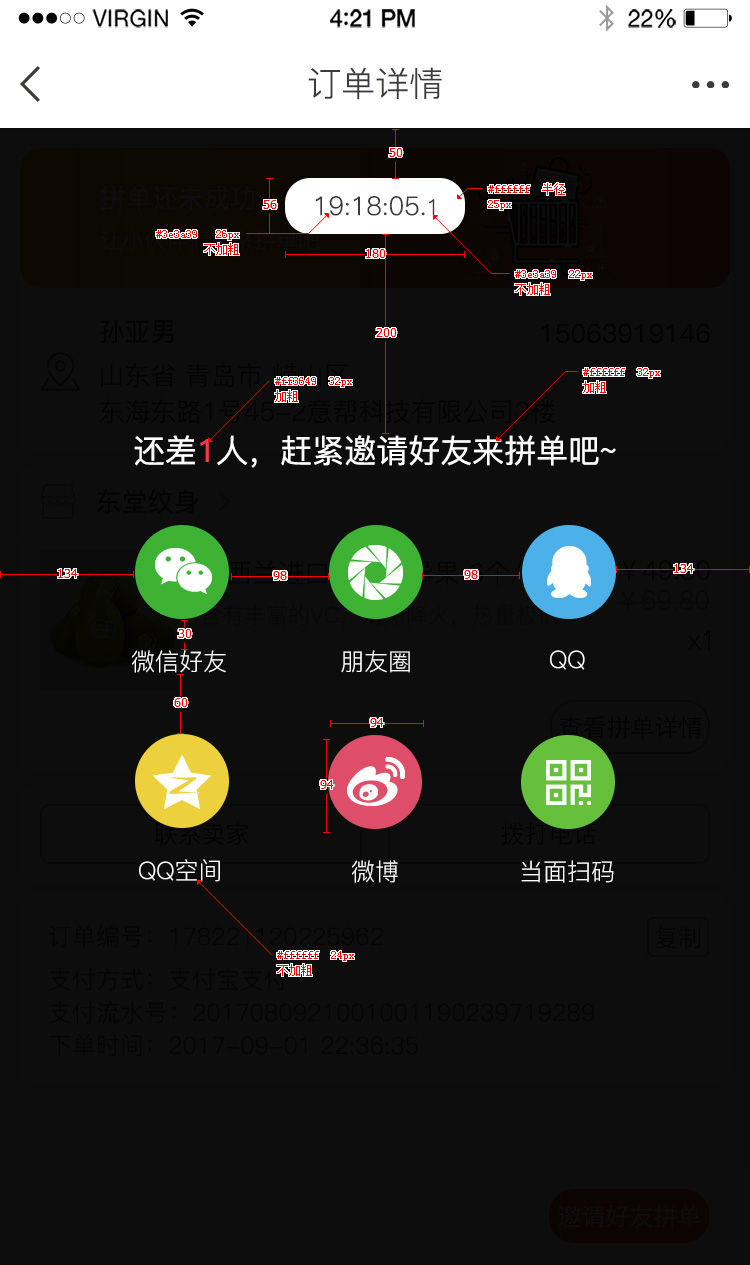 VIRGIN 4:21 PM 22%
订单详情
50
拼单还未成功
56
19:18:05.1
#ffffff 半径
25px
#3c3a39 26px
不加粗
180
#3c3a39 22px
不加粗
200
孙亚男 15063919146
山东省 青岛市
#ff3849 32px
加粗
#ffffff 32px
加粗
东海东路1号45-2意帮科技有限公司3楼
还差1人，赶紧邀请好友来拼单吧~
东堂纹身
134 98 98 134
¥69.80
30
x1
微信好友 朋友圈 QQ
60
94
查看拼单详情
94
联系卖家 拨打电话
QQ空间 微博 当面扫码
订单编号：178221120225962 复制
#ffffff 24px
不加粗
支付方式：支付宝支付
支付流水号：20170809210010011190239719289
下单时间：2017-09-01 22:36:35
邀请好友拼单